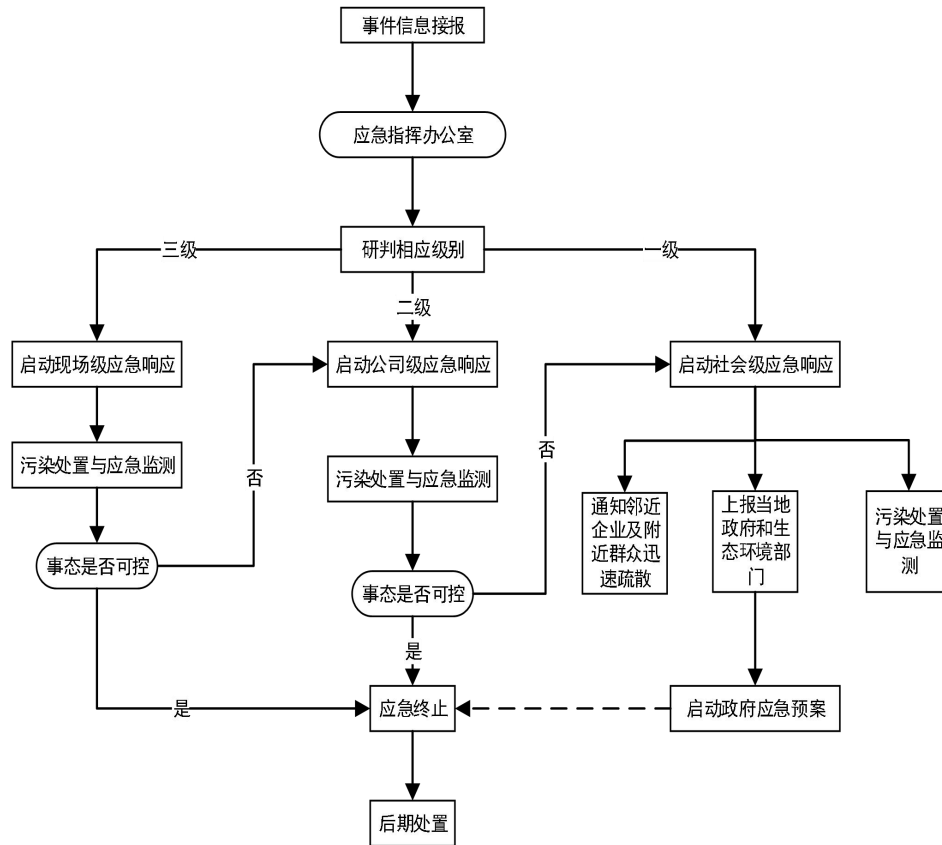 事件信息接报
应急指挥办公室
研判相应级别
三级
一级
二级
启动现场级应急响应
启动公司级应急响应
启动社会级应急响应
否
否
污染处置与应急监测
污染处置与应急监测
通知邻近
企业及附
近群众迅
速疏散
上报当地
政府和生
态环境部
门
污染处置
与应急监
测
事态是否可控
事态是否可控
是
是
应急终止
启动政府应急预案
后期处置